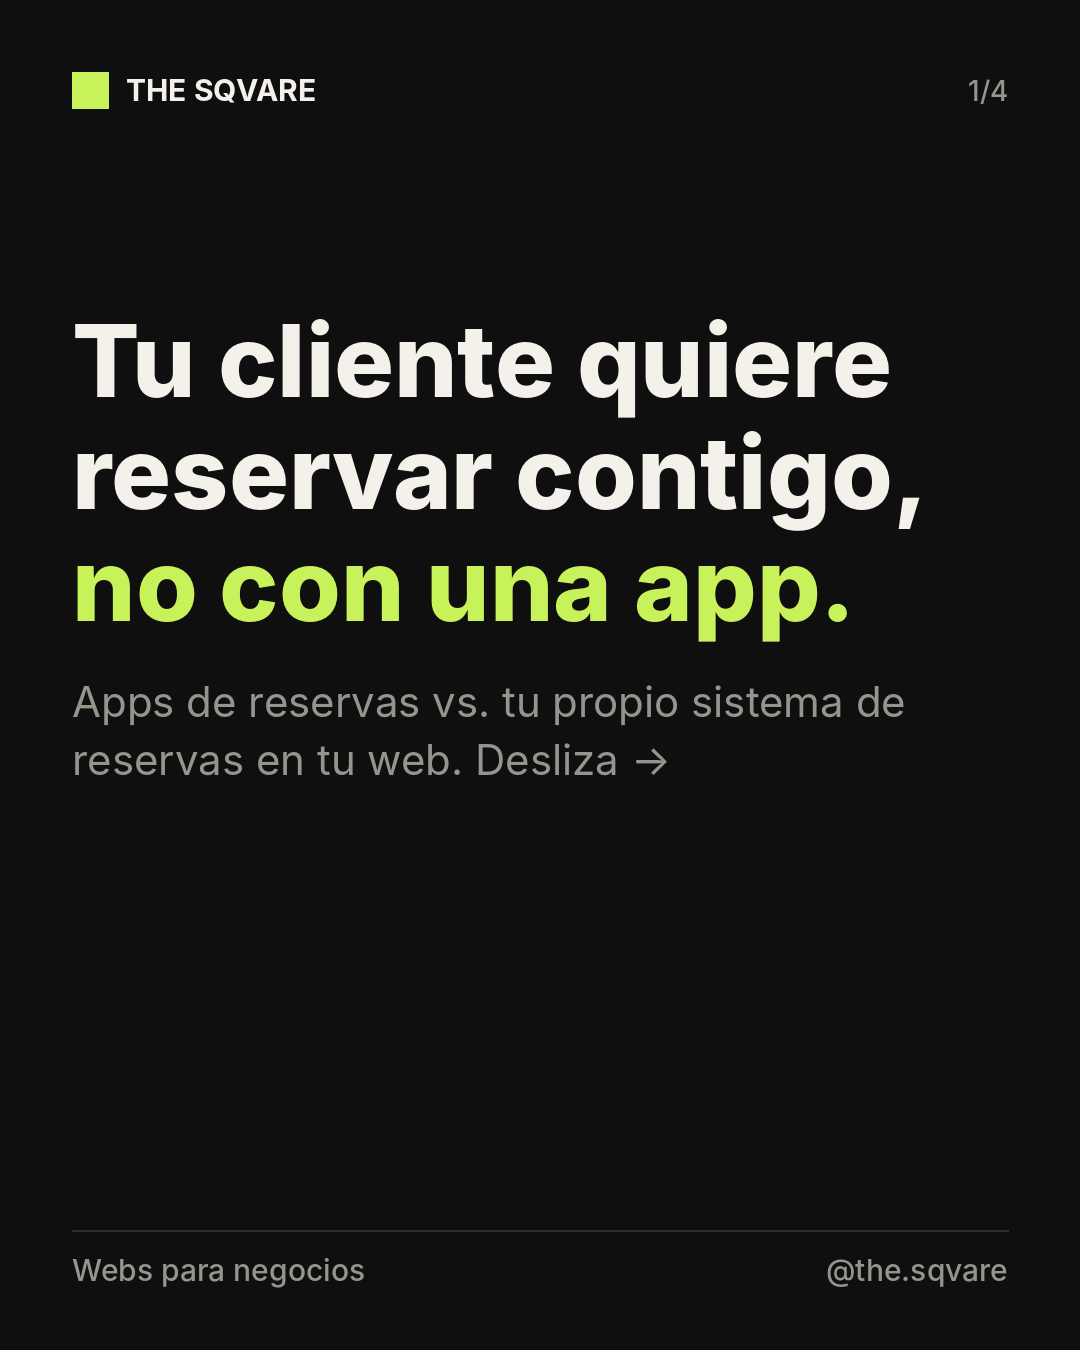 THE SQVARE
1/4
Tu cliente quiere
reservar contigo,
no con una app.
Apps de reservas vs. tu propio sistema de
reservas en tu web. Desliza →
Webs para negocios
@the.sqvare